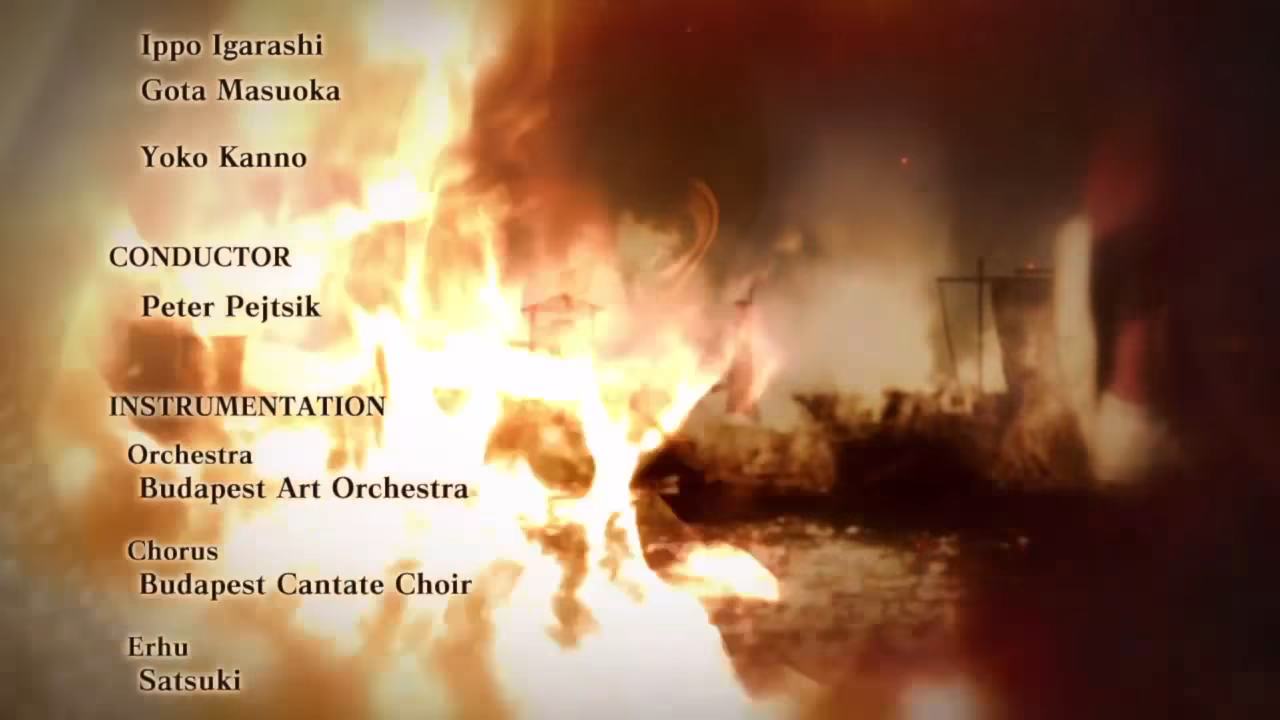 Ippo Igarashi
Gota Masuoka
Yoko Kanno
CONDUCTOR
Peter Pejtsik
INSTRUMENTATION
Orchestra
Budapest Art Orchestra
Chorus
Budapest Cantate Choir
Erhu
Satsuki